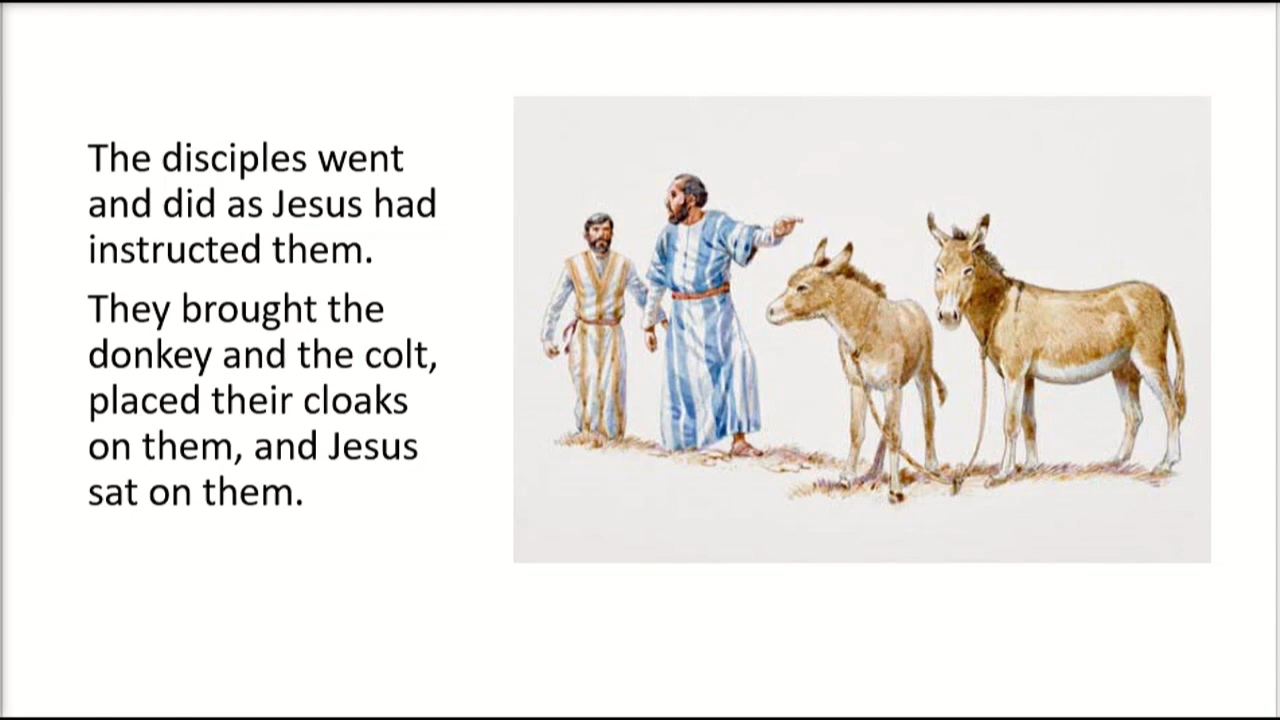 The disciples went
and did as Jesus had
instructed them.
They brought the
donkey and the colt,
placed their cloaks
on them, and Jesus
sat on them.